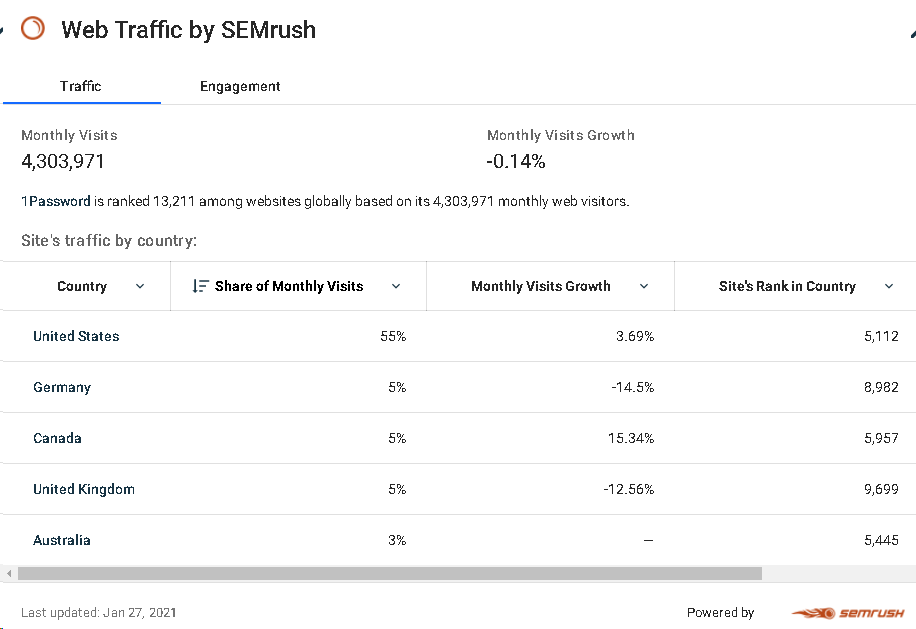 Web Traffic by SEMrush
Traffic Engagement
Monthly Visits Monthly Visits Growth
4,303,971 -0.14%
1Password is ranked 13,211 among websites globally based on its 4,303,971 monthly web visitors.
Site's traffic by country:
Country Share of Monthly Visits Monthly Visits Growth Site's Rank in Country
United States 55% 3.69% 5,112
Germany 5% -14.5% 8,982
Canada 5% 15.34% 5,957
United Kingdom 5% -12.56% 9,699
Australia 3% — 5,445
Last updated: Jan 27, 2021 Powered by semrush